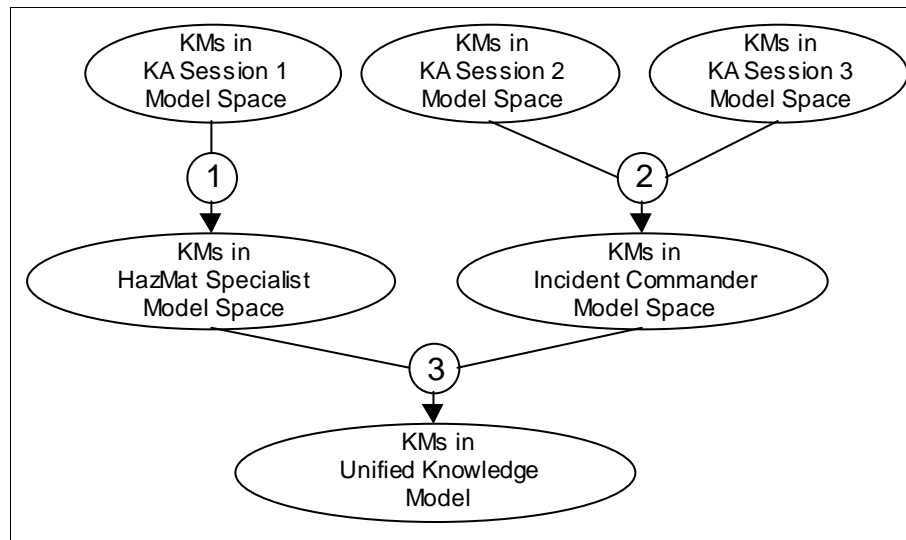 KMs in
KA Session 1
Model Space
KMs in
KA Session 2
Model Space
KMs in
KA Session 3
Model Space
1
2
KMs in
HazMat Specialist
Model Space
KMs in
Incident Commander
Model Space
3
KMs in
Unified Knowledge
Model